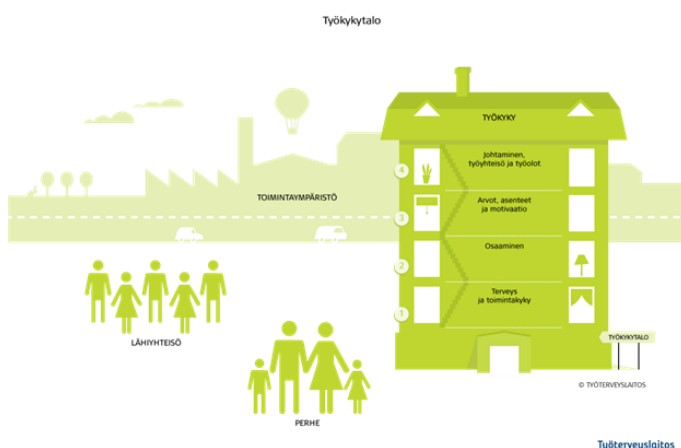 Työkykytalo
TYÖKYKY
4
Johtaminen,
työyhteisö ja työolot
TOIMINTAYMPÄRISTÖ
3
Arvot, asenteet
ja motivaatio
2
Osaaminen
1
Terveys
ja toimintakyky
LÄHIYHTEISÖ
PERHE
TYÖKYKYTALO
© TYÖTERVEYSLAITOS
Työterveyslaitos